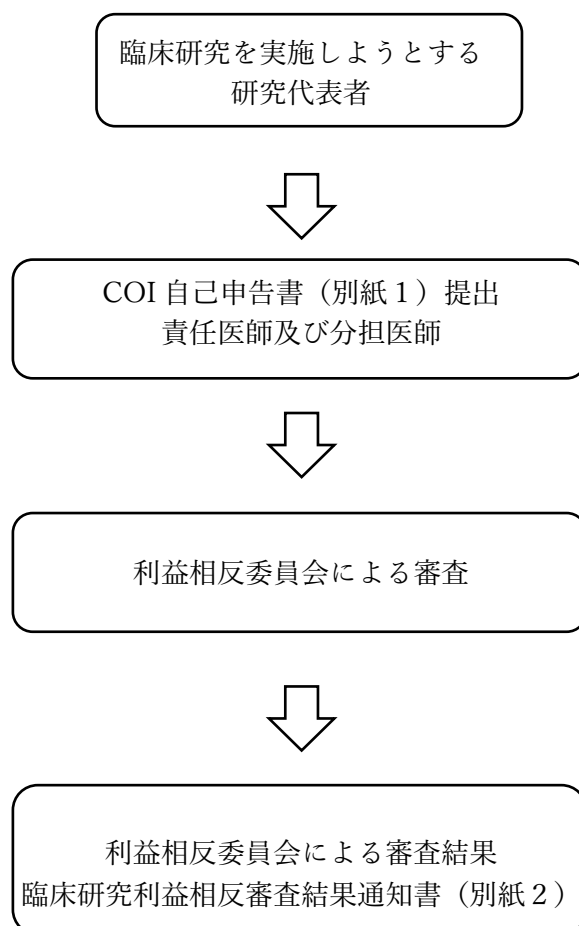 臨床研究を実施しようとする
研究代表者
COI 自己申告書（別紙１）提出
責任医師及び分担医師
利益相反委員会による審査
利益相反委員会による審査結果
臨床研究利益相反審査結果通知書（別紙２）